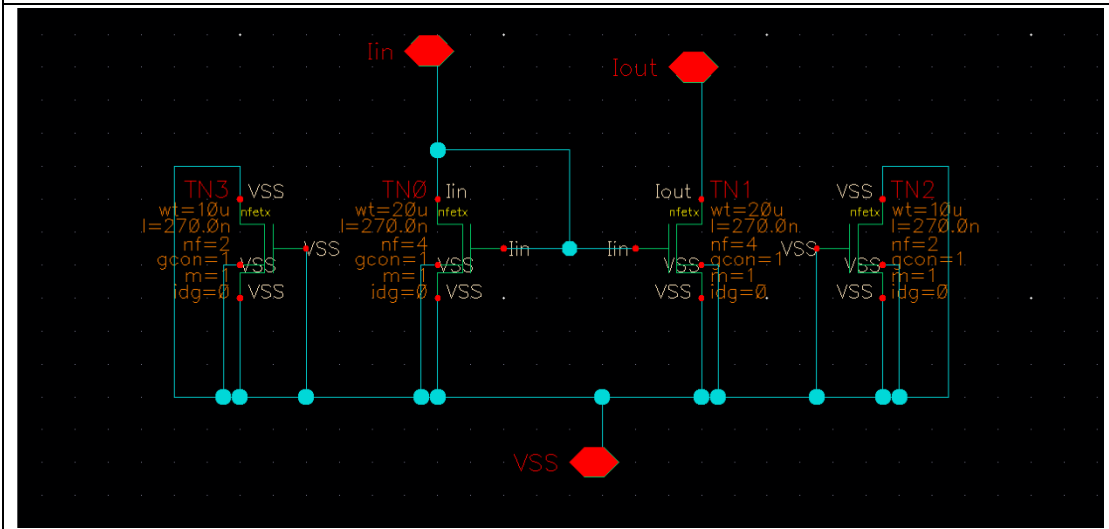 Iin
Iout
TN3 VSS
wt=10u nfetx
l=270.0n
nf=2
VSS
gcon=1
VSS
m=1
VSS
idg=0
TN0 Iin
wt=20u nfetx
l=270.0n
nf=4
Iin
gcon=1
VSS
m=1
VSS
idg=0
Iout TN1
nfetx wt=20u
l=270.0n
Iin
nf=4
gcon=1
VSS
m=1
VSS
idg=0
VSS TN2
nfetx wt=10u
l=270.0n
VSS
nf=2
gcon=1
VSS
m=1
VSS
idg=0
VSS